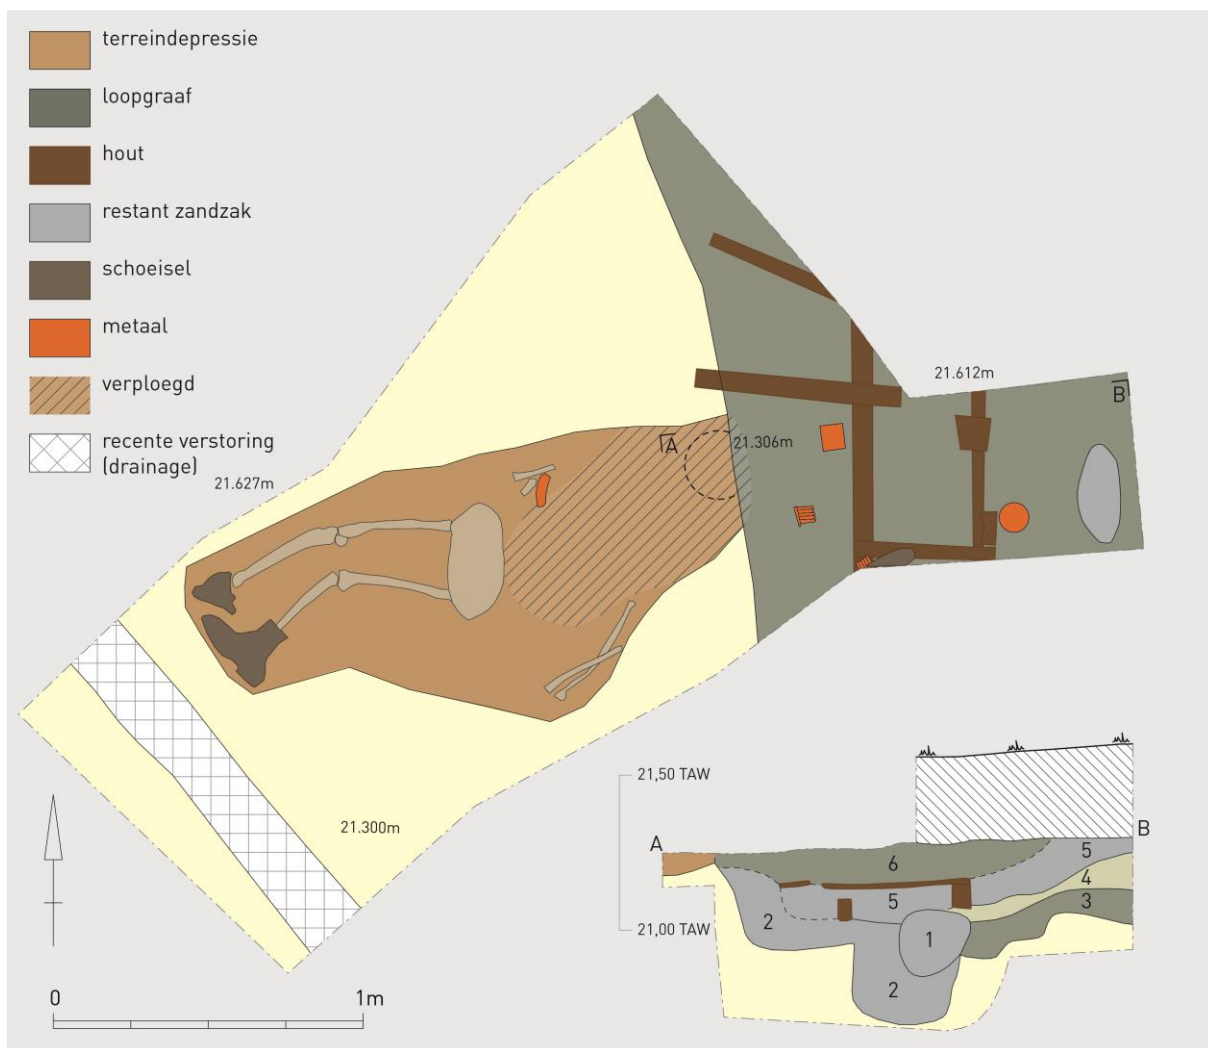 terreindepressie
loopgraaf
hout
restant zandzak
schoeisel
metaal
verploegd
recente verstoring
(drainage)
21.627m
21.612m
B
A
21.306m
21.300m
0 1m
21,50 TAW
21,00 TAW
A
B
6
5
4
5
3
2
1
2